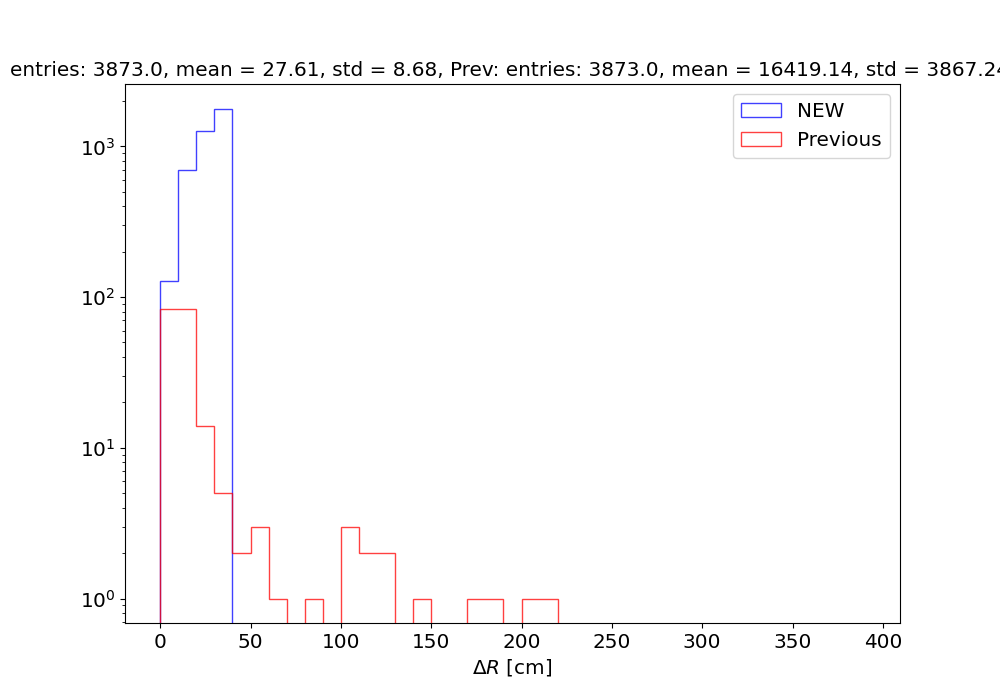 entries: 3873.0, mean = 27.61, std = 8.68, Prev: entries: 3873.0, mean = 16419.14, std = 3867.24
NEW
Previous
10³
10²
10¹
10⁰
0 50 100 150 200 250 300 350 400
ΔR [cm]